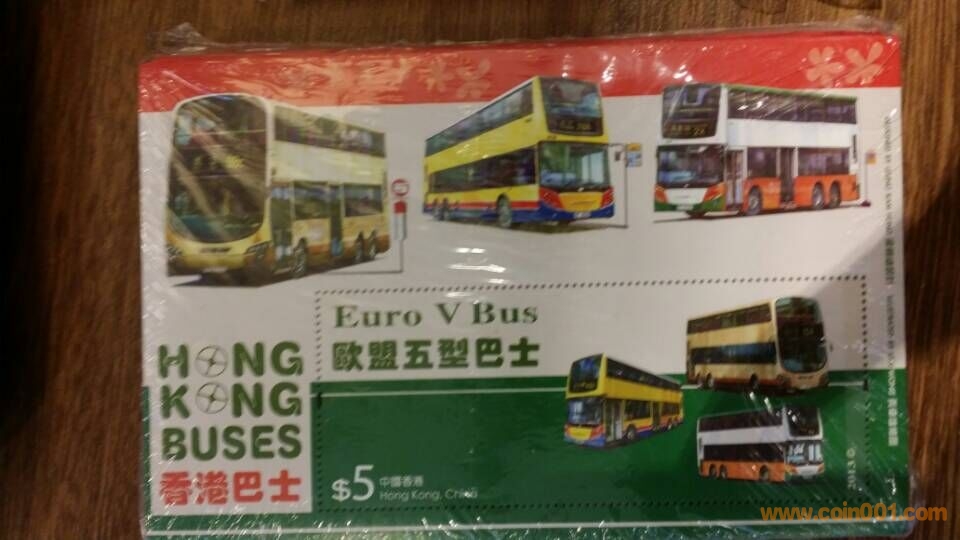 Euro V Bus
歐盟五型巴士
HONG
KONG
BUSES
香港巴士
$5 中國香港
Hong Kong, China
2013
www.coin001.com